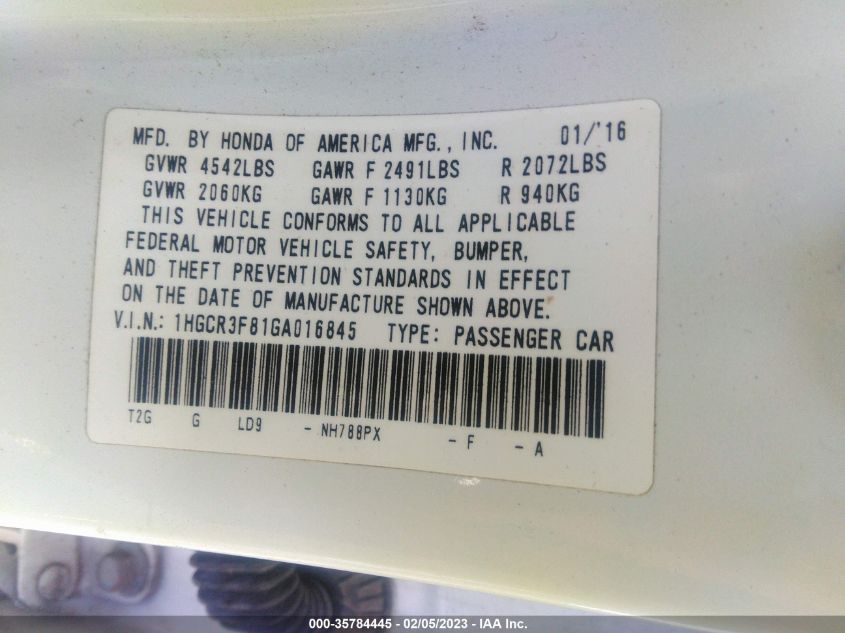 MFD. BY HONDA OF AMERICA MFG., INC. 01/'16
GVWR 4542LBS GAWR F 2491LBS R 2072LBS
GVWR 2060KG GAWR F 1130KG R 940KG
THIS VEHICLE CONFORMS TO ALL APPLICABLE
FEDERAL MOTOR VEHICLE SAFETY, BUMPER,
AND THEFT PREVENTION STANDARDS IN EFFECT
ON THE DATE OF MANUFACTURE SHOWN ABOVE.
V.I.N.: 1HGCR3F81GA016845 TYPE: PASSENGER CAR
T2G G LD9 - NH788PX - F - A
000-35784445 - 02/05/2023 - IAA Inc.